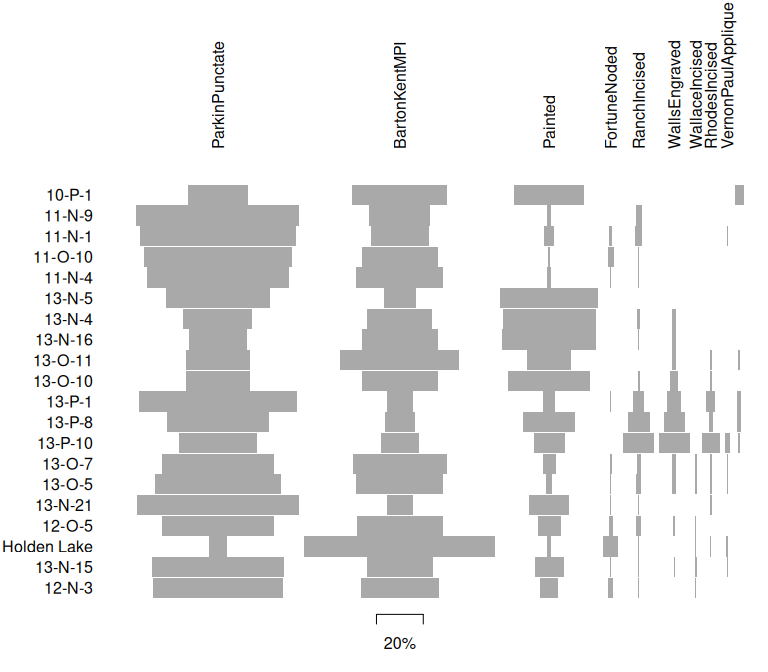 ParkinPunctate
BartonKentMPI
Painted
FortuneNoded
RanchIncised
WallsEngraved
WallaceIncised
RhodesIncised
VernonPaulApplique
10-P-1
11-N-9
11-N-1
11-O-10
11-N-4
13-N-5
13-N-4
13-N-16
13-O-11
13-O-10
13-P-1
13-P-8
13-P-10
13-O-7
13-O-5
13-N-21
12-O-5
Holden Lake
13-N-15
12-N-3
20%